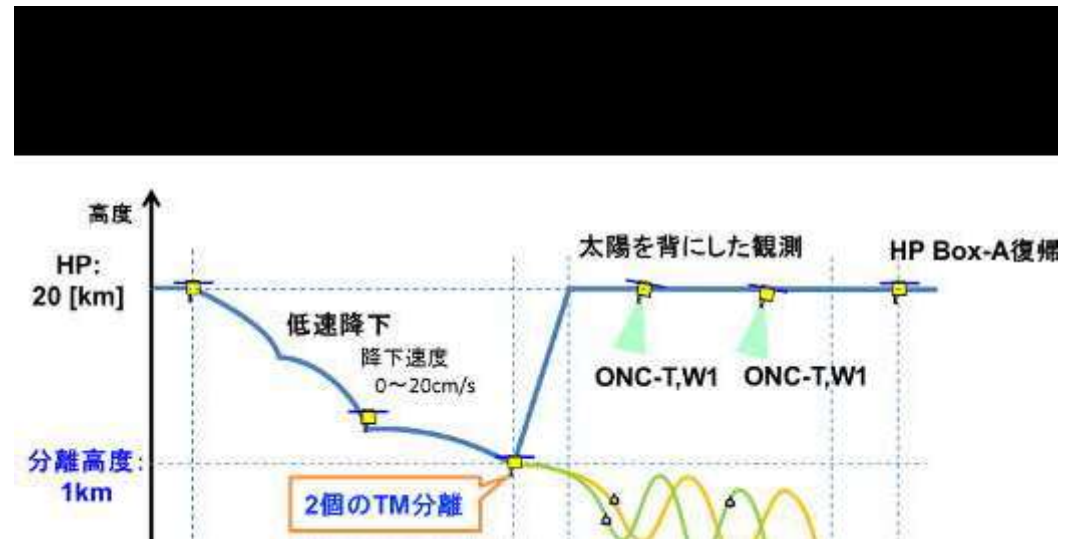 高度
HP:
20 [km]
太陽を背にした観測
HP Box-A復帰
低速降下
降下速度
0～20cm/s
ONC-T,W1
ONC-T,W1
分離高度:
1km
2個のTM分離